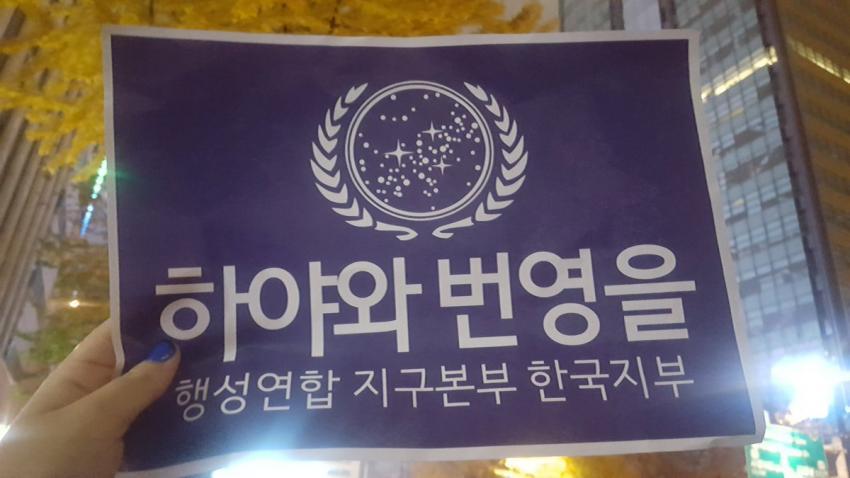 하야와 번영을
행성연합 지구본부 한국지부